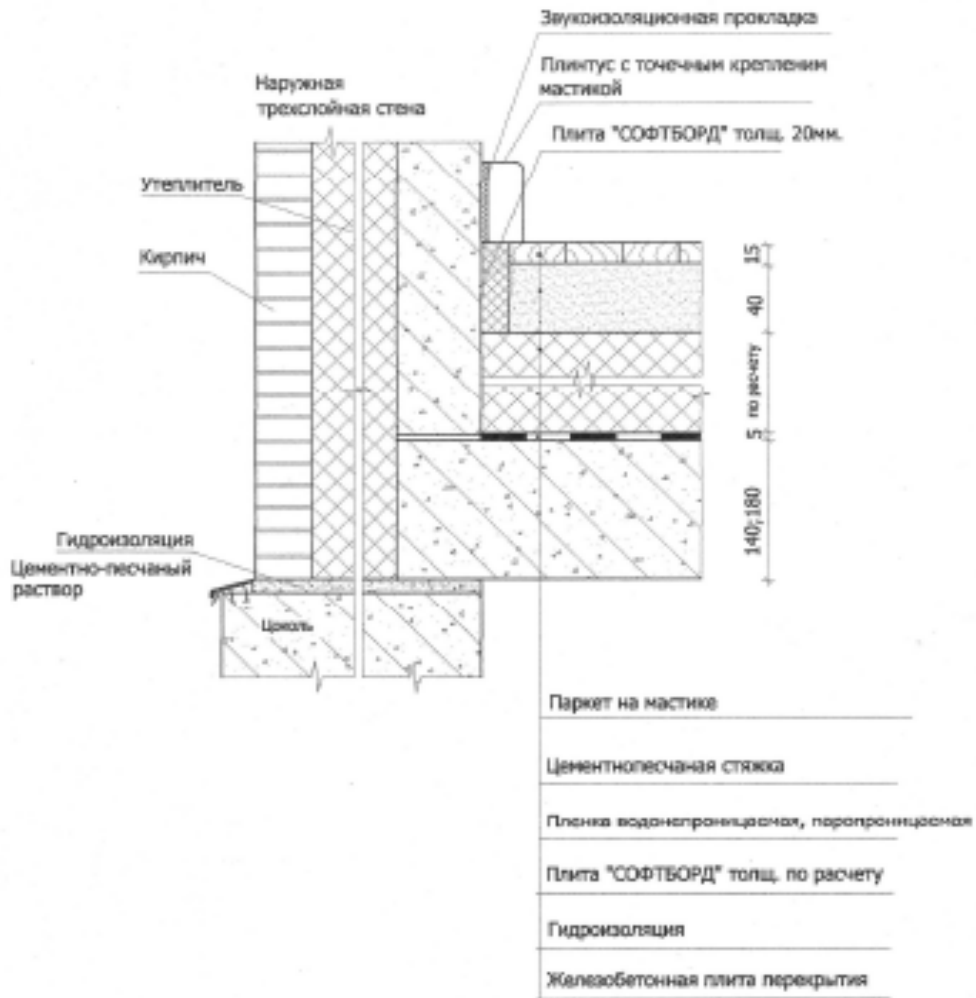 Звукоизоляционная прокладка
Плинтус с точечным крепленим
мастикой
Плита "СОФТБОРД" толщ. 20мм.
Наружная
трехслойная стена
Утеплитель
Кирпич
15
40
по расчету
5
140;180
Гидроизоляция
Цементно-песчаный
раствор
Цоколь
Паркет на мастике
Цементнопесчаная стяжка
Пленка водонепроницаемая, паропроницаемая
Плита "СОФТБОРД" толщ. по расчету
Гидроизоляция
Железобетонная плита перекрытия